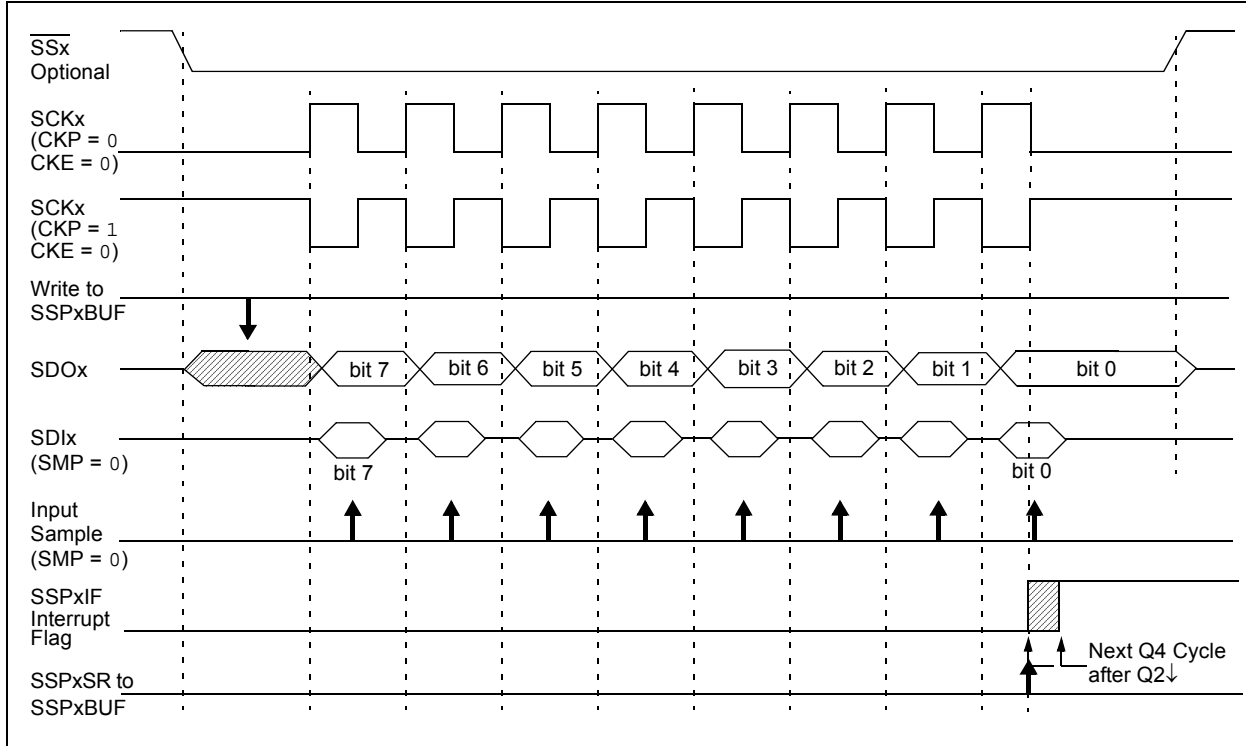 SSx
Optional
SCKx
(CKP = 0
CKE = 0)
SCKx
(CKP = 1
CKE = 0)
Write to
SSPxBUF
SDOx
bit 7
bit 6
bit 5
bit 4
bit 3
bit 2
bit 1
bit 0
SDIx
(SMP = 0)
bit 7
bit 0
Input
Sample
(SMP = 0)
SSPxIF
Interrupt
Flag
Next Q4 Cycle
after Q2↓
SSPxSR to
SSPxBUF